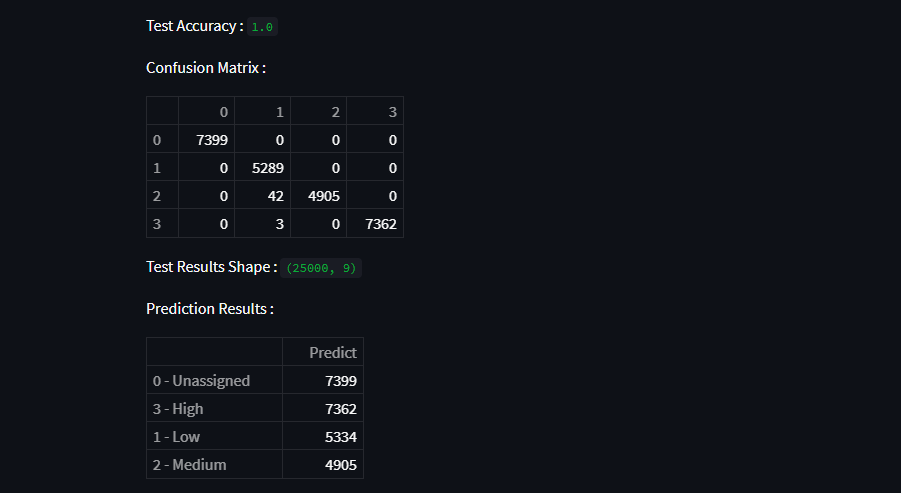 Test Accuracy : 1.0
Confusion Matrix :
0 1 2 3
0 7399 0 0 0
1 0 5289 0 0
2 0 42 4905 0
3 0 3 0 7362
Test Results Shape : (25000, 9)
Prediction Results :
Predict
0 - Unassigned 7399
3 - High 7362
1 - Low 5334
2 - Medium 4905